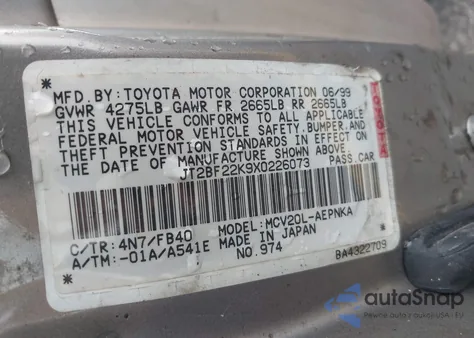 MFD. BY: TOYOTA MOTOR CORPORATION 06/99
GVWR 4275LB GAWR FR 2665LB RR 2665LB
THIS VEHICLE CONFORMS TO ALL APPLICABLE
FEDERAL MOTOR VEHICLE SAFETY, BUMPER, AND
THEFT PREVENTION STANDARDS IN EFFECT ON
THE DATE OF MANUFACTURE SHOWN ABOVE.
JT2BF22K9X0226073 PASS. CAR
C/TR: 4N7/FB40 MODEL: MCV20L-AEPNKA
A/TM: -01A/A541E MADE IN JAPAN
NO. 974 BA4322709
TOYOTA
autoSnap